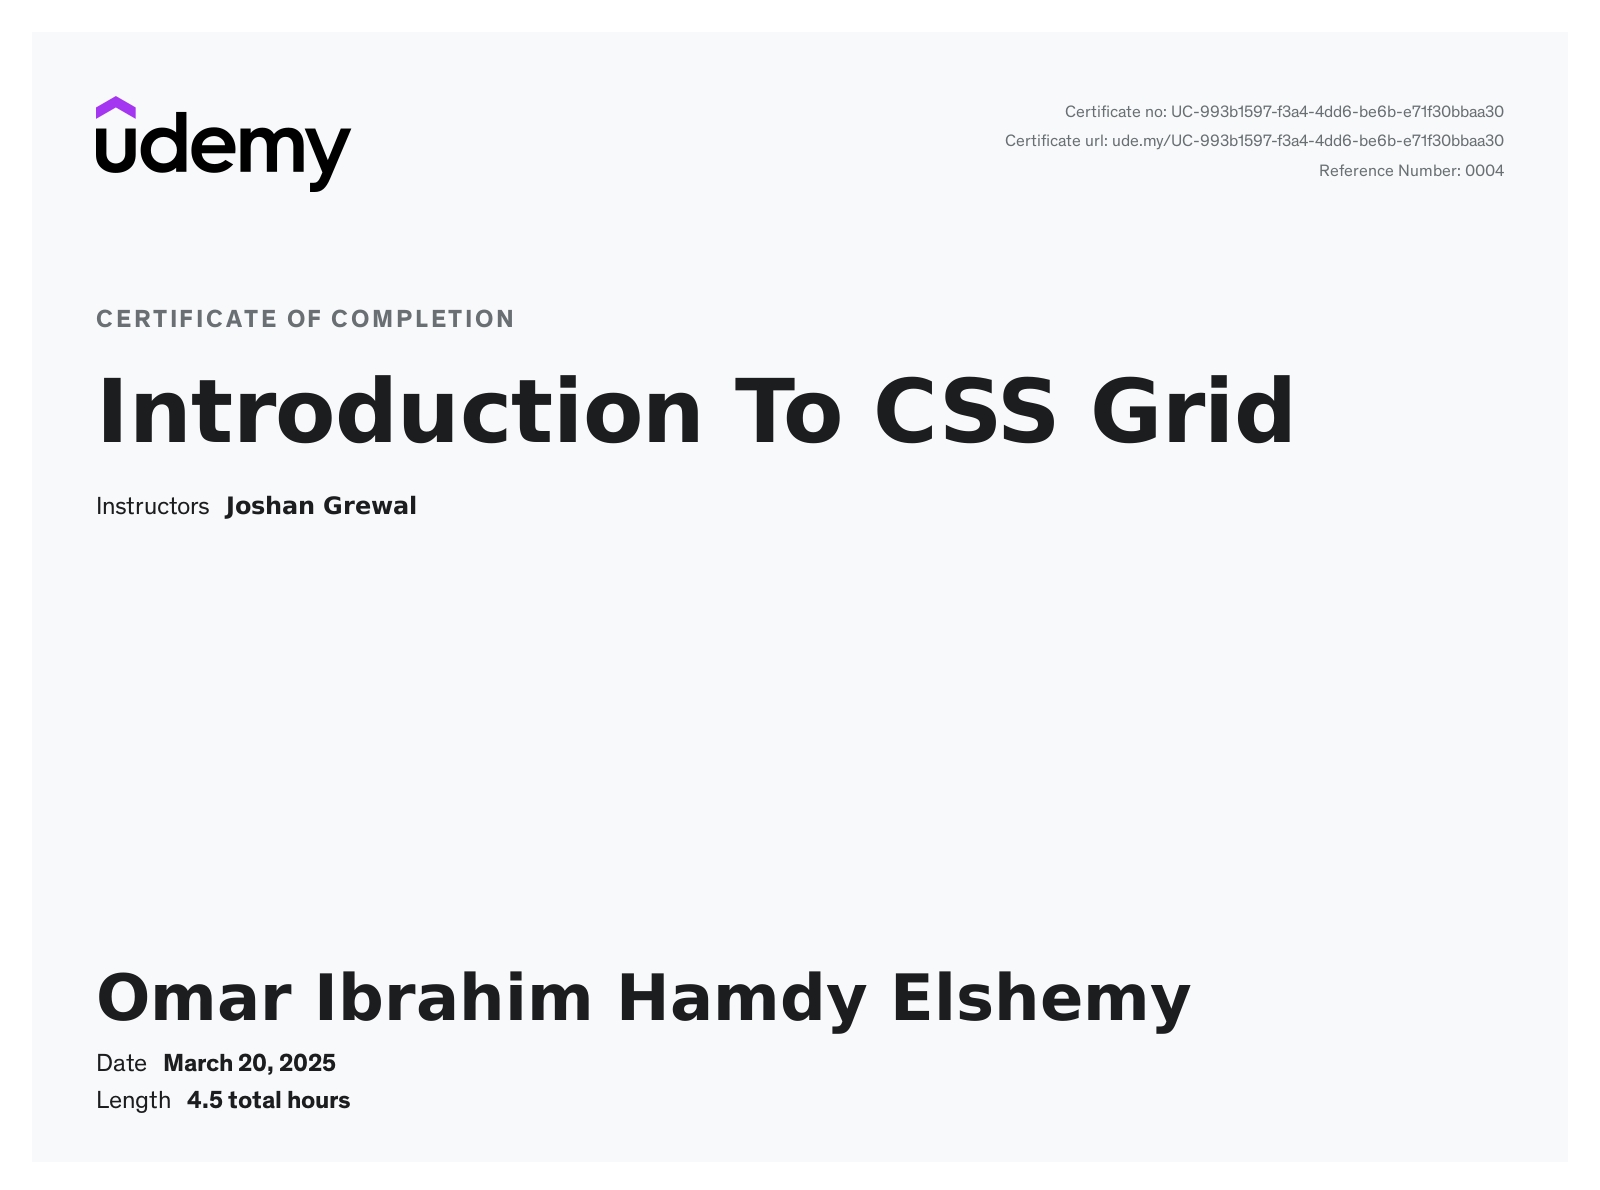 udemy
Certificate no: UC-993b1597-f3a4-4dd6-be6b-e71f30bbaa30
Certificate url: ude.my/UC-993b1597-f3a4-4dd6-be6b-e71f30bbaa30
Reference Number: 0004
CERTIFICATE OF COMPLETION
Introduction To CSS Grid
Instructors Joshan Grewal
Omar Ibrahim Hamdy Elshemy
Date March 20, 2025
Length 4.5 total hours